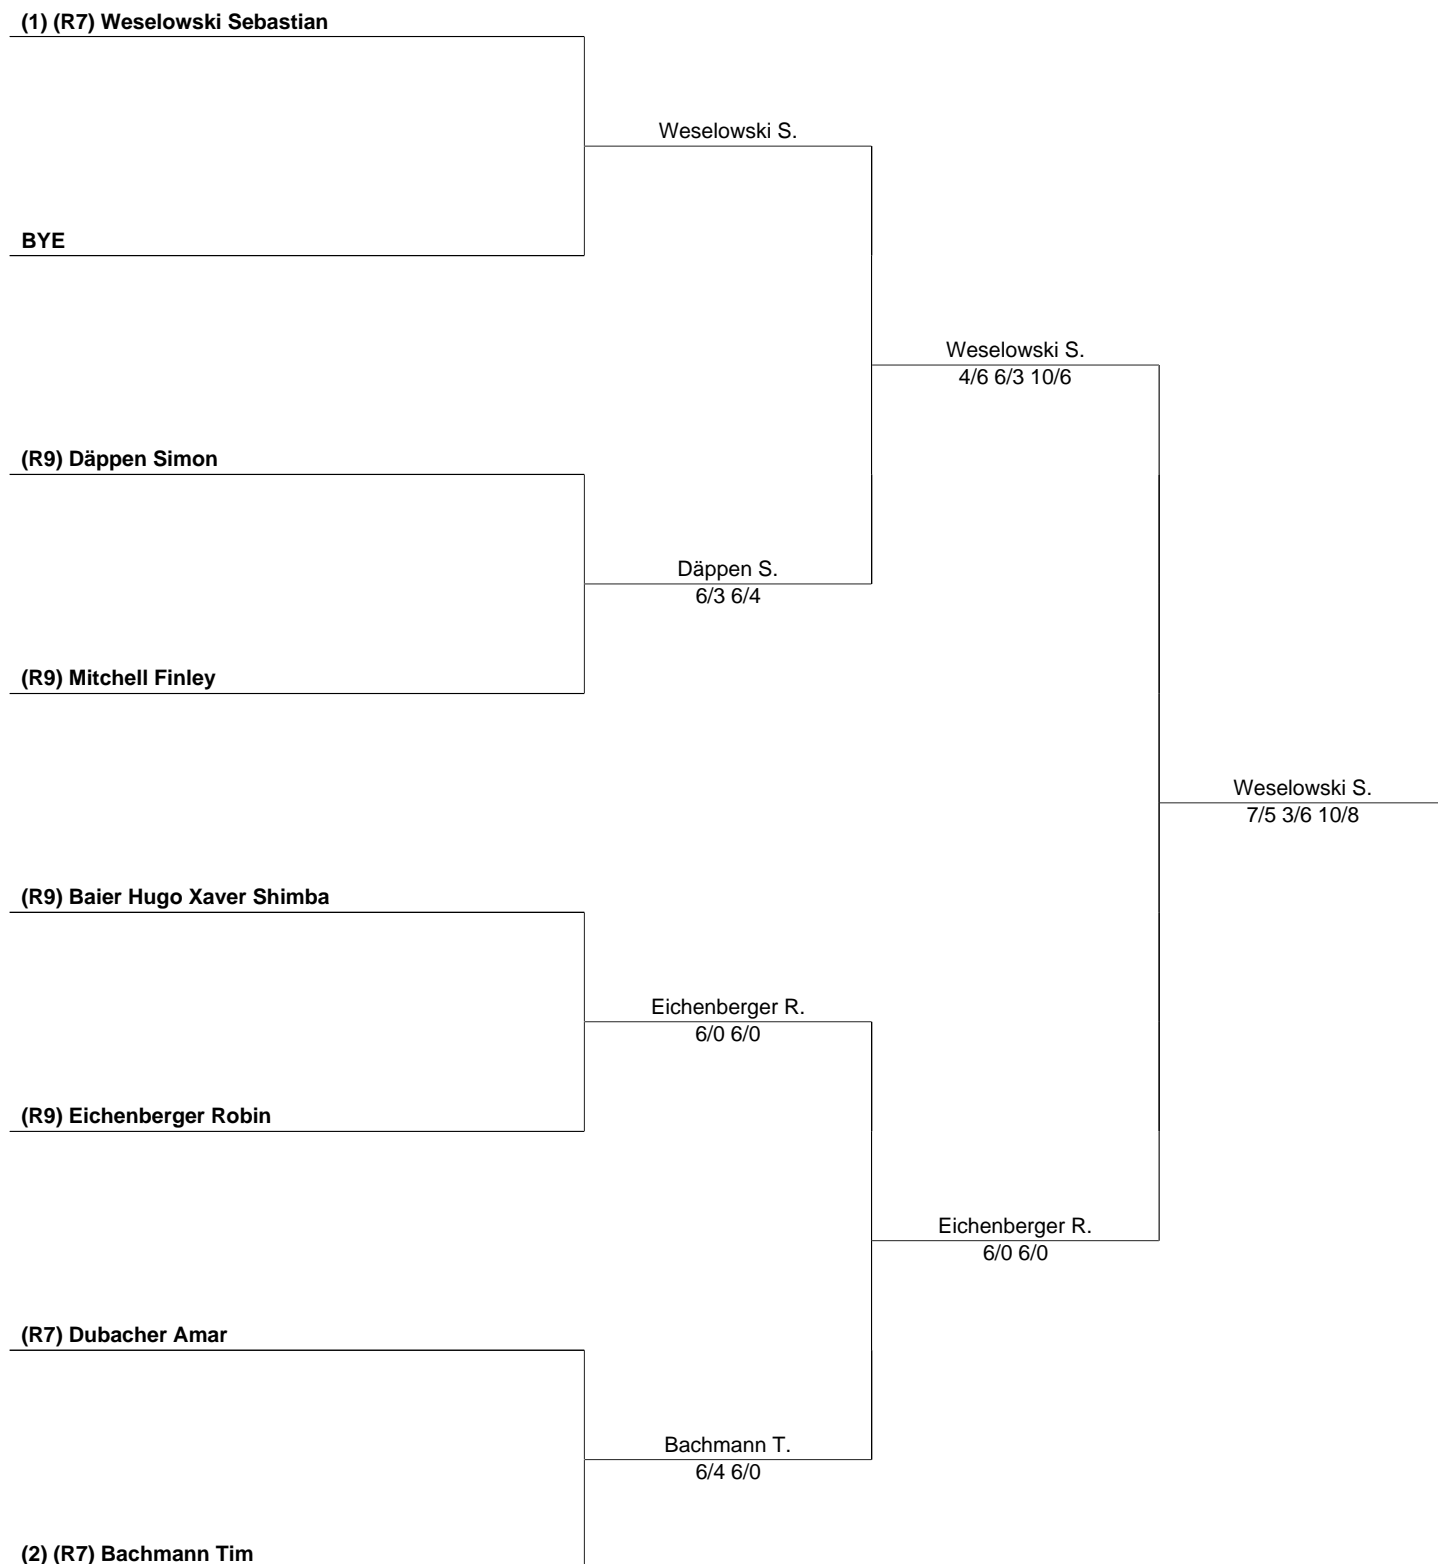 (1) (R7) Weselowski Sebastian
Weselowski S.
BYE
Weselowski S.
4/6 6/3 10/6
(R9) Däppen Simon
Däppen S.
6/3 6/4
(R9) Mitchell Finley
Weselowski S.
7/5 3/6 10/8
(R9) Baier Hugo Xaver Shimba
Eichenberger R.
6/0 6/0
(R9) Eichenberger Robin
Eichenberger R.
6/0 6/0
(R7) Dubacher Amar
Bachmann T.
6/4 6/0
(2) (R7) Bachmann Tim